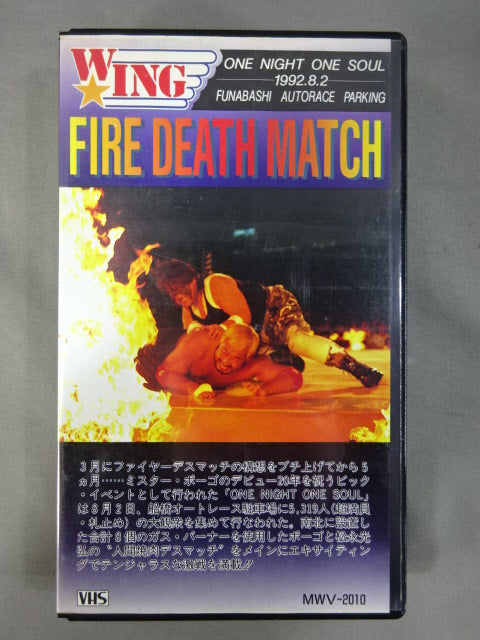 WING
ONE NIGHT ONE SOUL
1992.8.2
FUNABASHI AUTORACE PARKING
FIRE DEATH MATCH
3月にファイヤーデスマッチの構想をブチ上げてから5
ヵ月……ミスター・ポーゴのデビュー20年を祝うビック
・イベントとして行われた「ONE NIGHT ONE SOUL」
は8月2日、船橋オートレース駐車場に5,319人(超満員
・札止め)の大観衆を集めて行なわれた。南北に設置し
た合計8個のガス・バーナーを使用したポーゴと松永光
弘の〝人間焼肉デスマッチ〟をメインにエキサイティン
グでデンジャラスな激戦を満載!!
VHS
MWV-2010